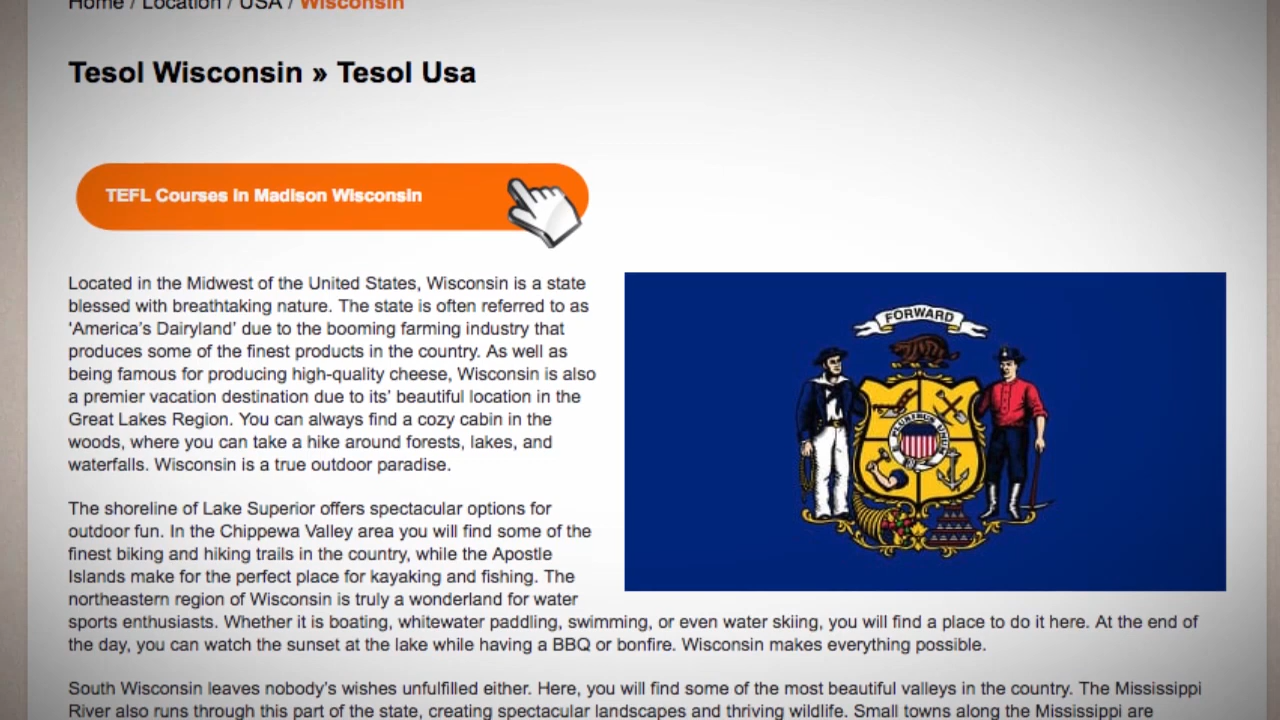 Home / Location / USA / Wisconsin
Tesol Wisconsin » Tesol Usa
TEFL Courses in Madison Wisconsin
Located in the Midwest of the United States, Wisconsin is a state
blessed with breathtaking nature. The state is often referred to as
'America's Dairyland' due to the booming farming industry that
produces some of the finest products in the country. As well as
being famous for producing high-quality cheese, Wisconsin is also
a premier vacation destination due to its' beautiful location in the
Great Lakes Region. You can always find a cozy cabin in the
woods, where you can take a hike around forests, lakes, and
waterfalls. Wisconsin is a true outdoor paradise.
FORWARD
E PLURIBUS UNUM
The shoreline of Lake Superior offers spectacular options for
outdoor fun. In the Chippewa Valley area you will find some of the
finest biking and hiking trails in the country, while the Apostle
Islands make for the perfect place for kayaking and fishing. The
northeastern region of Wisconsin is truly a wonderland for water
sports enthusiasts. Whether it is boating, whitewater paddling, swimming, or even water skiing, you will find a place to do it here. At the end of
the day, you can watch the sunset at the lake while having a BBQ or bonfire. Wisconsin makes everything possible.
South Wisconsin leaves nobody's wishes unfulfilled either. Here, you will find some of the most beautiful valleys in the country. The Mississippi
River also runs through this part of the state, creating spectacular landscapes and thriving wildlife. Small towns along the Mississippi are